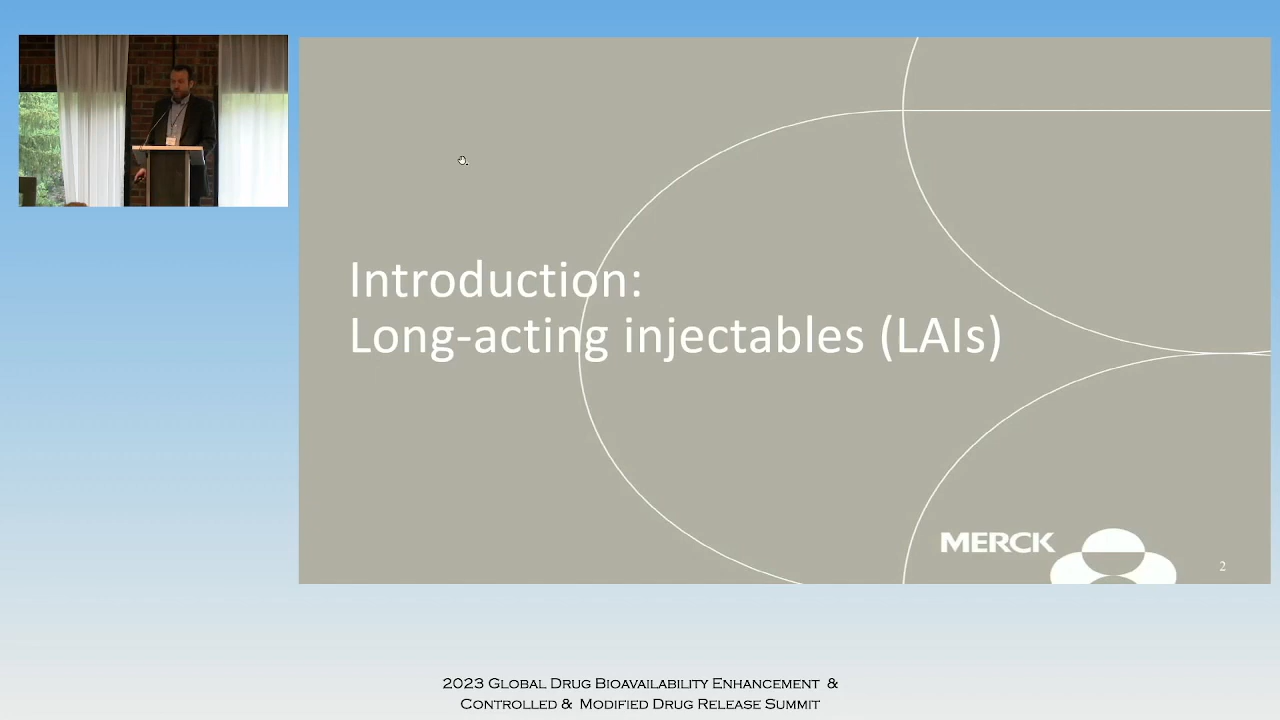 Introduction:
Long-acting injectables (LAIs)
MERCK
2
2023 Global Drug Bioavailability Enhancement &
Controlled & Modified Drug Release Summit